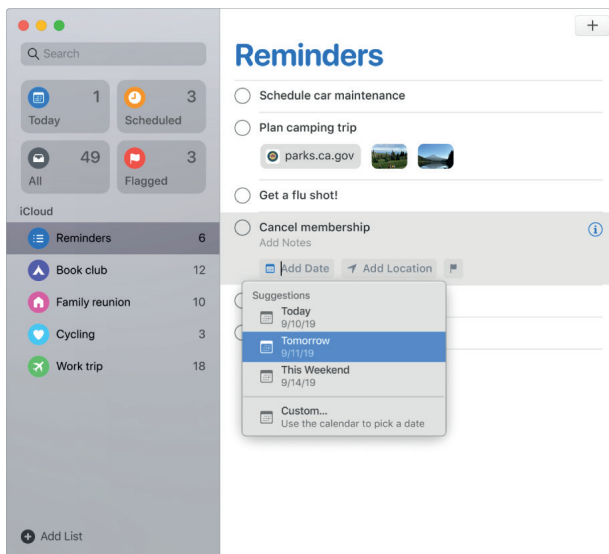 Search
1
Today
3
Scheduled
49
All
3
Flagged
iCloud
Reminders 6
Book club 12
Family reunion 10
Cycling 3
Work trip 18
Add List
+
Reminders
Schedule car maintenance
Plan camping trip
parks.ca.gov
Get a flu shot!
Cancel membership
Add Notes
Add Date Add Location
Suggestions
Today
9/10/19
Tomorrow
9/11/19
This Weekend
9/14/19
Custom...
Use the calendar to pick a date